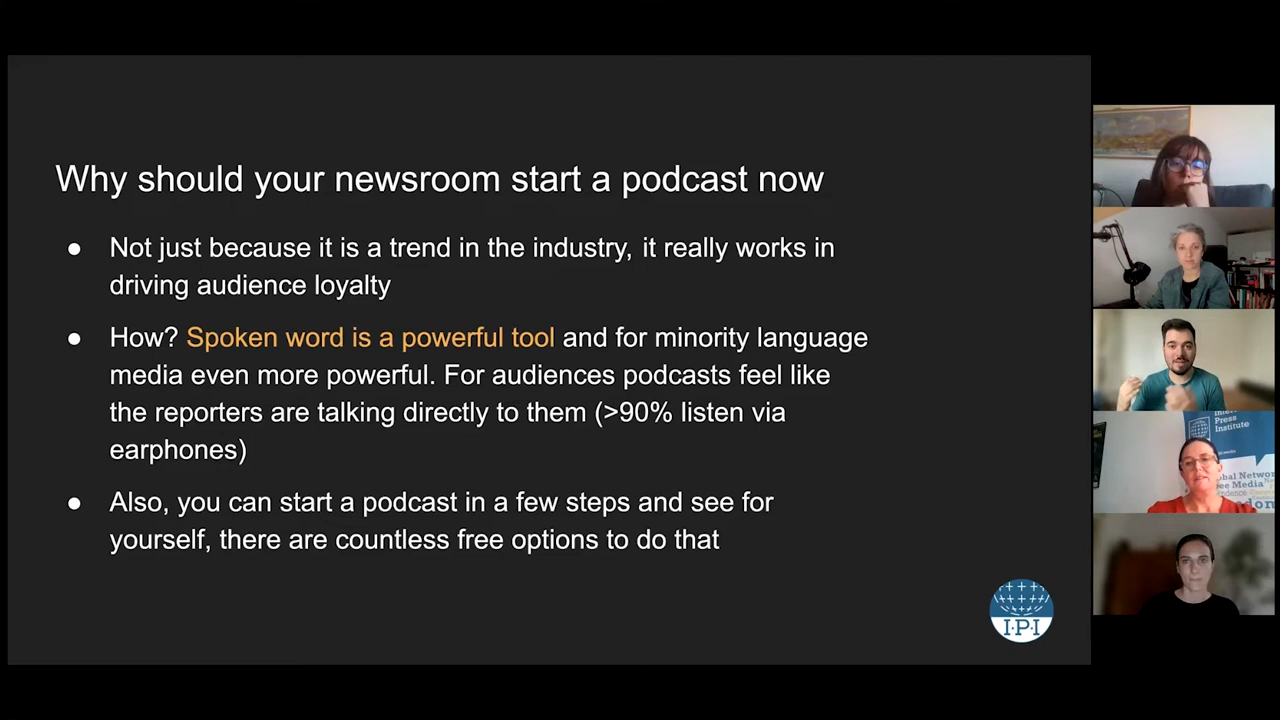 Why should your newsroom start a podcast now
● Not just because it is a trend in the industry, it really works in
driving audience loyalty
● How? Spoken word is a powerful tool and for minority language
media even more powerful. For audiences podcasts feel like
the reporters are talking directly to them (>90% listen via
earphones)
● Also, you can start a podcast in a few steps and see for
yourself, there are countless free options to do that
I·P·I
Press
Institute